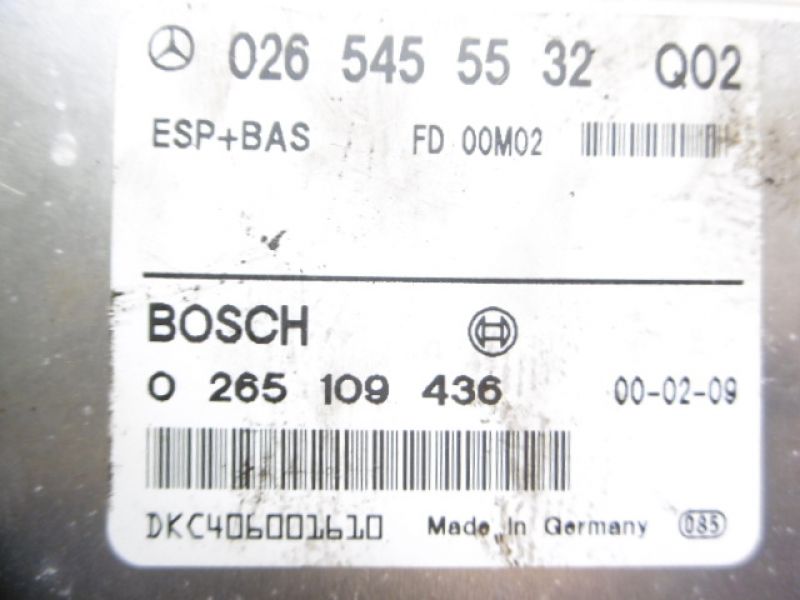 026 545 55 32 Q02
ESP+BAS FD 00M02
BOSCH
0 265 109 436 00-02-09
DKC406001610 Made in Germany 085